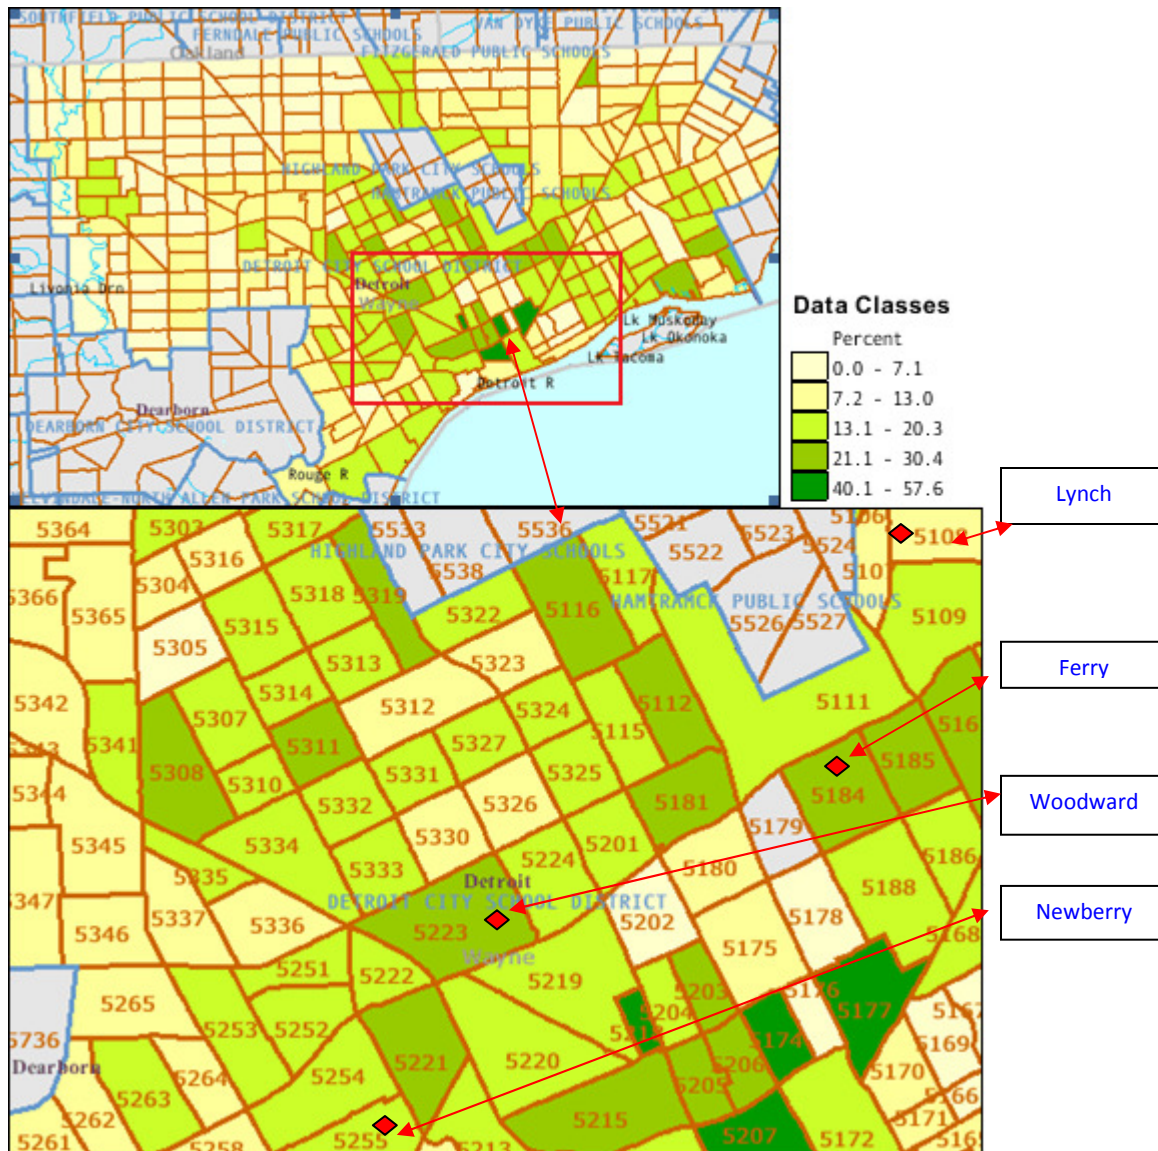 SOUTHFIELD PUBLIC SCHOOL DISTRICT
VAN DYKE PUBLIC SCHOOLS
FERNDALE PUBLIC SCHOOLS
Oakland
FITZGERALD PUBLIC SCHOOLS
HIGHLAND PARK CITY SCHOOLS
HAMTRAMCK PUBLIC SCHOOLS
DETROIT CITY SCHOOL DISTRICT
Detroit
Wayne
Livonia Drn
Lk Muskoday
Lk Okonoka
Lk Tacoma
Detroit R
Dearborn
DEARBORN CITY SCHOOL DISTRICT
Rouge R
MELVINDALE-NORTH ALLEN PARK SCHOOL DISTRICT
Data Classes
Percent
0.0 - 7.1
7.2 - 13.0
13.1 - 20.3
21.1 - 30.4
40.1 - 57.6
Lynch
Ferry
Woodward
Newberry
5364 5303 5317 5533 5536 5521 5523 5106
5316 5538 5522 5524
HIGHLAND PARK CITY SCHOOLS
5366 5365 5304 5318 5319 5322 5116 5117 5109
HAMTRAMCK PUBLIC SCHOOLS
5305 5315 5313 5323 5526 5527
5342 5307 5314 5312 5324 5112 5111
5343 5341 5308 5311 5327 5115 5185
5344 5310 5331 5325 5181 5184
5345 5334 5332 5330 5326 5201 5179 5186
5335 5333 5224 5180 5188
Detroit
DETROIT CITY SCHOOL DISTRICT
5347 5346 5337 5336 5223 5202 5178 5168
Wayne
5251 5222 5219 5175
5265 5203 5176 5177 5167
5736 5253 5252 5204 5174 5169
Dearborn
5264 5254 5221 5220 5206 5170
5263 5205 5166
5262 5215 5171
5261 5258 5255 5213 5207 5172